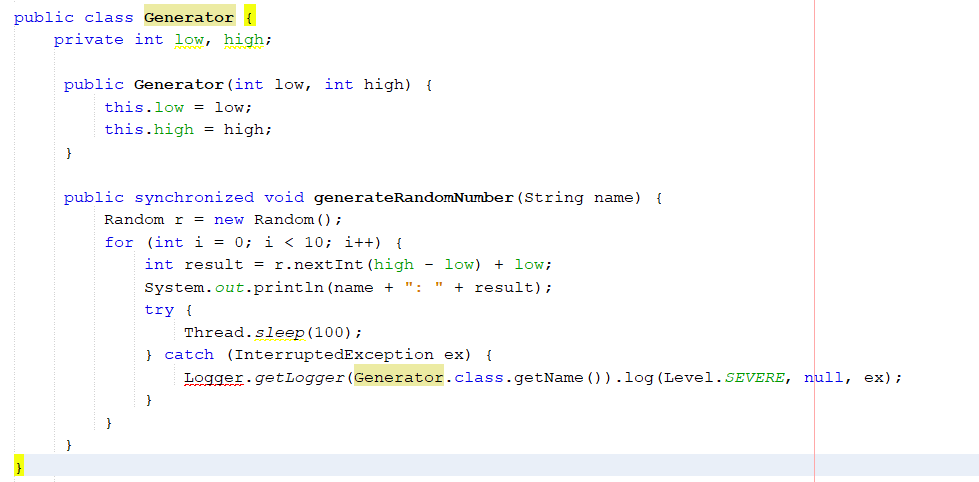 public class Generator {
    private int low, high;
     public Generator(int low, int high) {
         this.low = low;
         this.high = high;
     }
     public synchronized void generateRandomNumber(String name) {
         Random r = new Random();
         for (int i = 0; i < 10; i++) {
             int result = r.nextInt(high - low) + low;
             System.out.println(name + ": " + result);
             try {
                 Thread.sleep(100);
             } catch (InterruptedException ex) {
                 Logger.getLogger(Generator.class.getName()).log(Level.SEVERE, null, ex);
             }
         }
     }
}